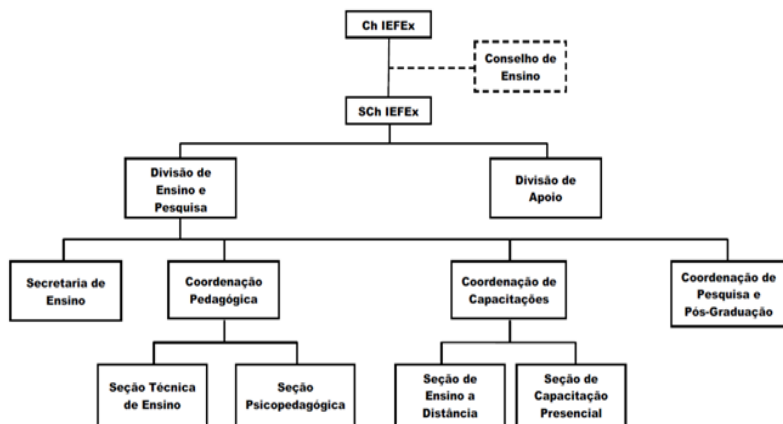 Ch IEFEx
Conselho de
Ensino
SCh IEFEx
Divisão de
Ensino e
Pesquisa
Divisão de
Apoio
Secretaria de
Ensino
Coordenação
Pedagógica
Coordenação de
Capacitações
Coordenação de
Pesquisa e
Pós-Graduação
Seção Técnica
de Ensino
Seção
Psicopedagógica
Seção de
Ensino a
Distância
Seção de
Capacitação
Presencial